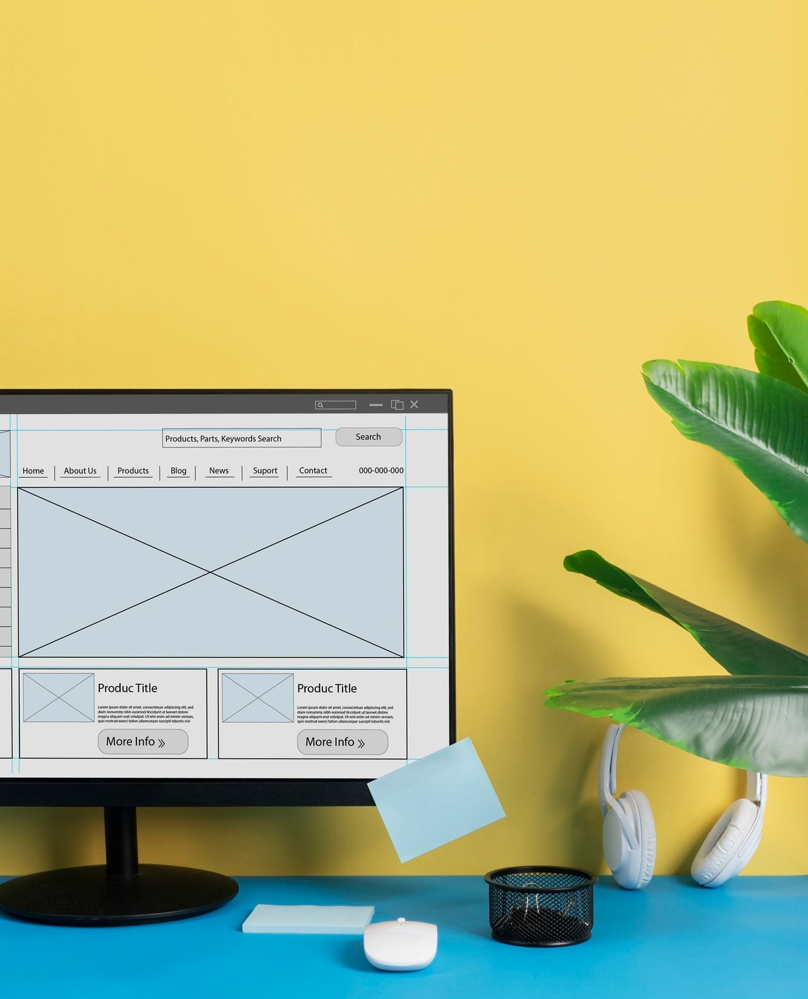 Products, Parts, Keywords Search
Search
Home
About Us
Products
Blog
News
Suport
Contact
000-000-000
Produc Title
Lorem ipsum dolor sit amet, consectetuer adipiscing elit, sed
diam nonummy nibh euismod tincidunt ut laoreet dolore
magna aliquam erat volutpat. Ut wisi enim ad minim veniam,
quis nostrud exerci tation ullamcorper suscipit lobortis nisl
More Info »
Produc Title
Lorem ipsum dolor sit amet, consectetuer adipiscing elit, sed
diam nonummy nibh euismod tincidunt ut laoreet dolore
magna aliquam erat volutpat. Ut wisi enim ad minim veniam,
quis nostrud exerci tation ullamcorper suscipit lobortis nisl
More Info »